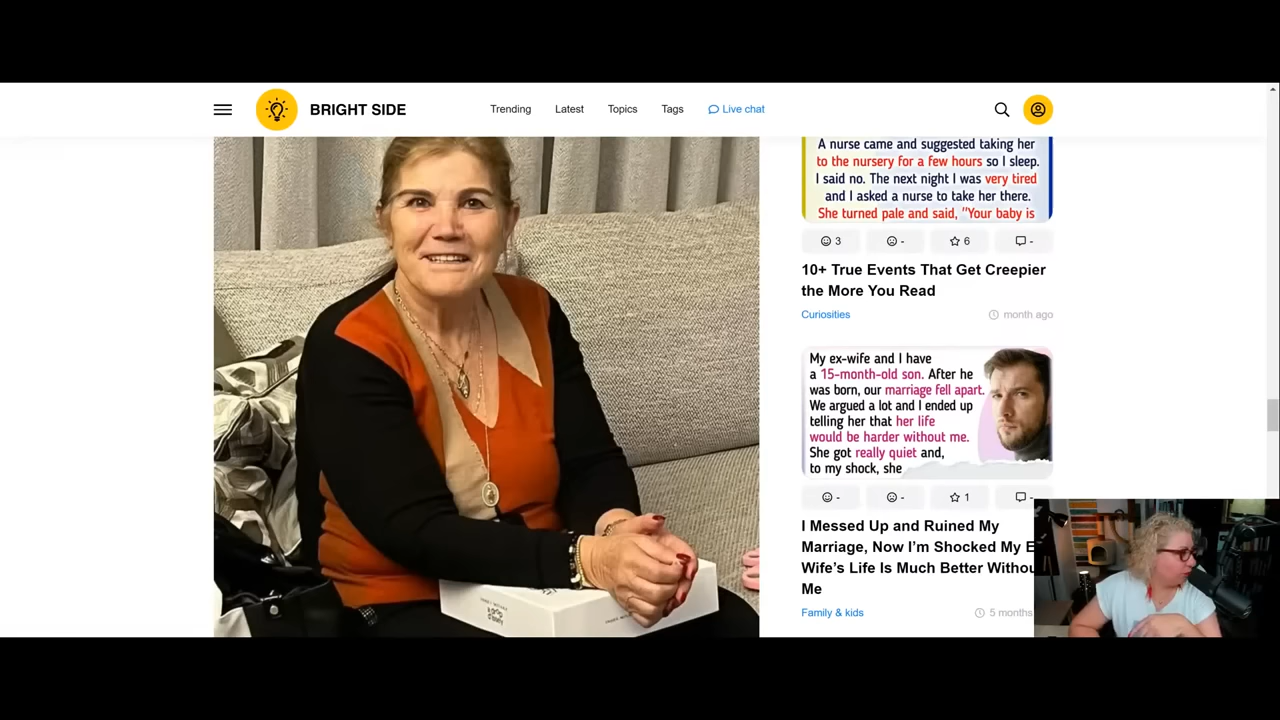 BRIGHT SIDE
Trending
Latest
Topics
Tags
Live chat
A nurse came and suggested taking her
to the nursery for a few hours so I sleep.
I said no. The next night I was very tired
and I asked a nurse to take her there.
She turned pale and said, "Your baby is
3
-
6
-
10+ True Events That Get Creepier
the More You Read
Curiosities
month ago
My ex-wife and I have
a 15-month-old son. After he
was born, our marriage fell apart.
We argued a lot and I ended up
telling her that her life
would be harder without me.
She got really quiet and,
to my shock, she
-
-
1
-
I Messed Up and Ruined My
Marriage, Now I'm Shocked My E
Wife's Life Is Much Better Withou
Me
Family & kids
5 months